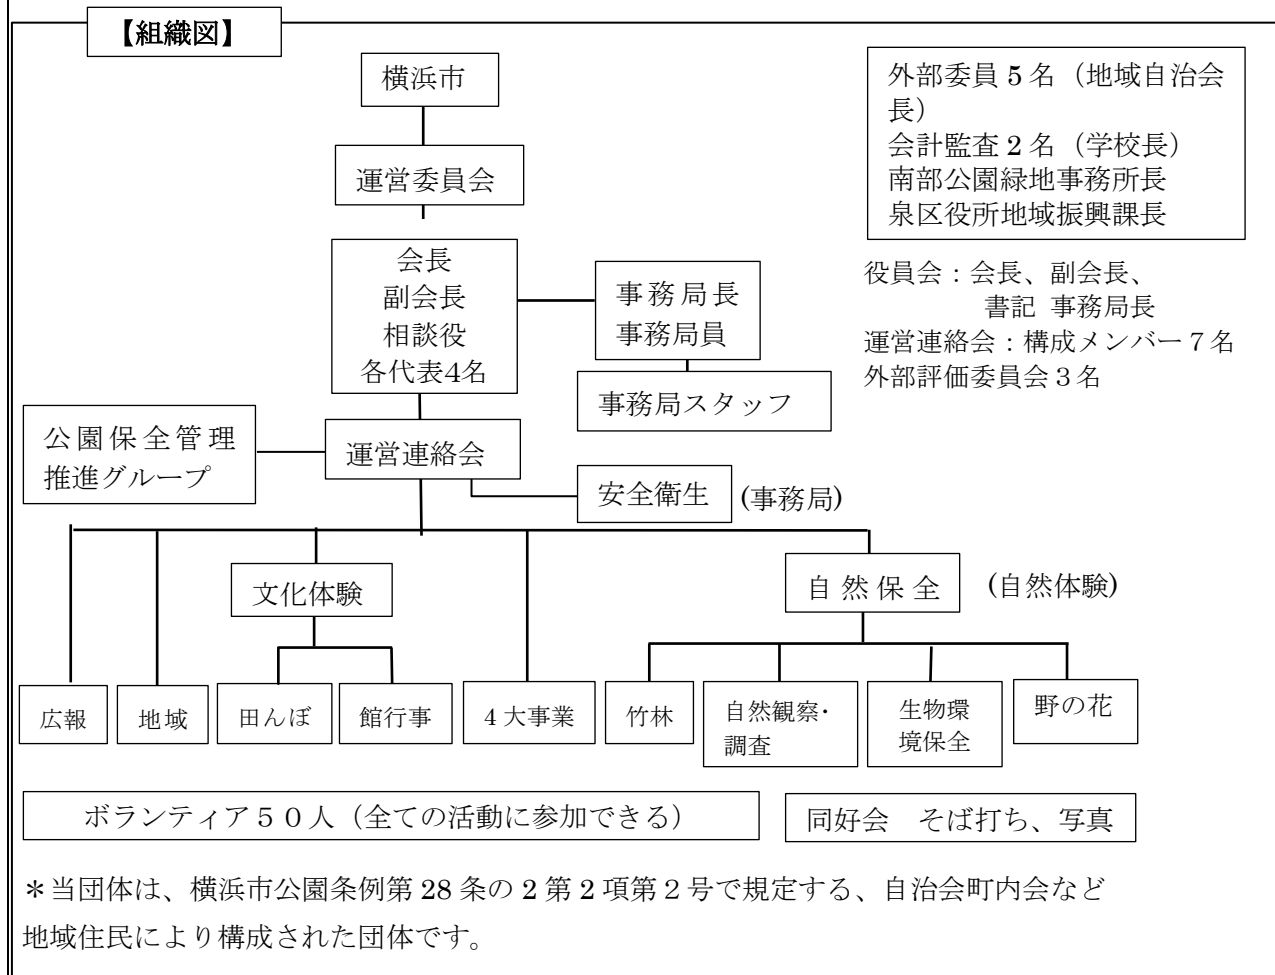 【組織図】
横浜市
運営委員会
会長
副会長
相談役
各代表4名
事務局長
事務局員
事務局スタッフ
外部委員 5 名（地域自治会
長）
会計監査 2 名（学校長）
南部公園緑地事務所長
泉区役所地域振興課長
役員会：会長、副会長、
書記 事務局長
運営連絡会：構成メンバー７名
外部評価委員会３名
公園保全管理
推進グループ
運営連絡会
安全衛生
(事務局)
文化体験
自然保全
(自然体験)
広報
地域
田んぼ
館行事
４大事業
竹林
自然観察・
調査
生物環
境保全
野の花
ボランティア５０人（全ての活動に参加できる）
同好会　そば打ち、写真
＊当団体は、横浜市公園条例第 28 条の 2 第 2 項第 2 号で規定する、自治会町内会など
地域住民により構成された団体です。